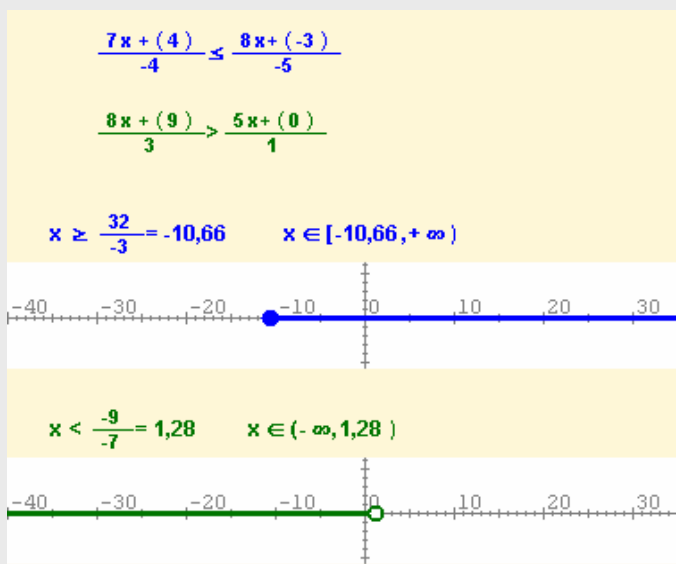 7x + ( 4 )
-4
≤
8x+ ( -3 )
-5
8x + ( 9 )
3
>
5x+ ( 0 )
1
x ≥ 32/-3 = -10,66 x ∈ [ -10,66 , + ∞ )
-40 -30 -20 -10 0 10 20 30
x < -9/-7 = 1,28 x ∈ (- ∞, 1,28 )
-40 -30 -20 -10 0 10 20 30